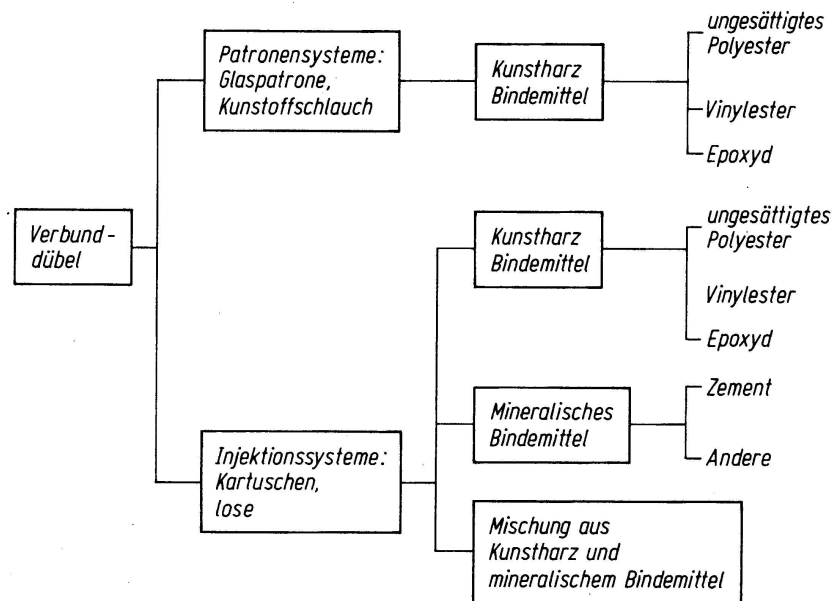 Verbund-
dübel
Patronensysteme:
Glaspatrone,
Kunstoffschlauch
Kunstharz
Bindemittel
ungesättigtes
Polyester
Vinylester
Epoxyd
Injektionssysteme:
Kartuschen,
lose
Kunstharz
Bindemittel
ungesättigtes
Polyester
Vinylester
Epoxyd
Mineralisches
Bindemittel
Zement
Andere
Mischung aus
Kunstharz und
mineralischem Bindemittel